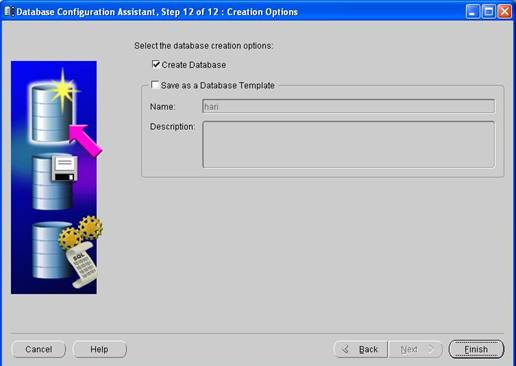 Database Configuration Assistant, Step 12 of 12 : Creation Options
Select the database creation options:
Create Database
Save as a Database Template
Name: hari
Description:
SQL
Cancel Help Back Next Finish